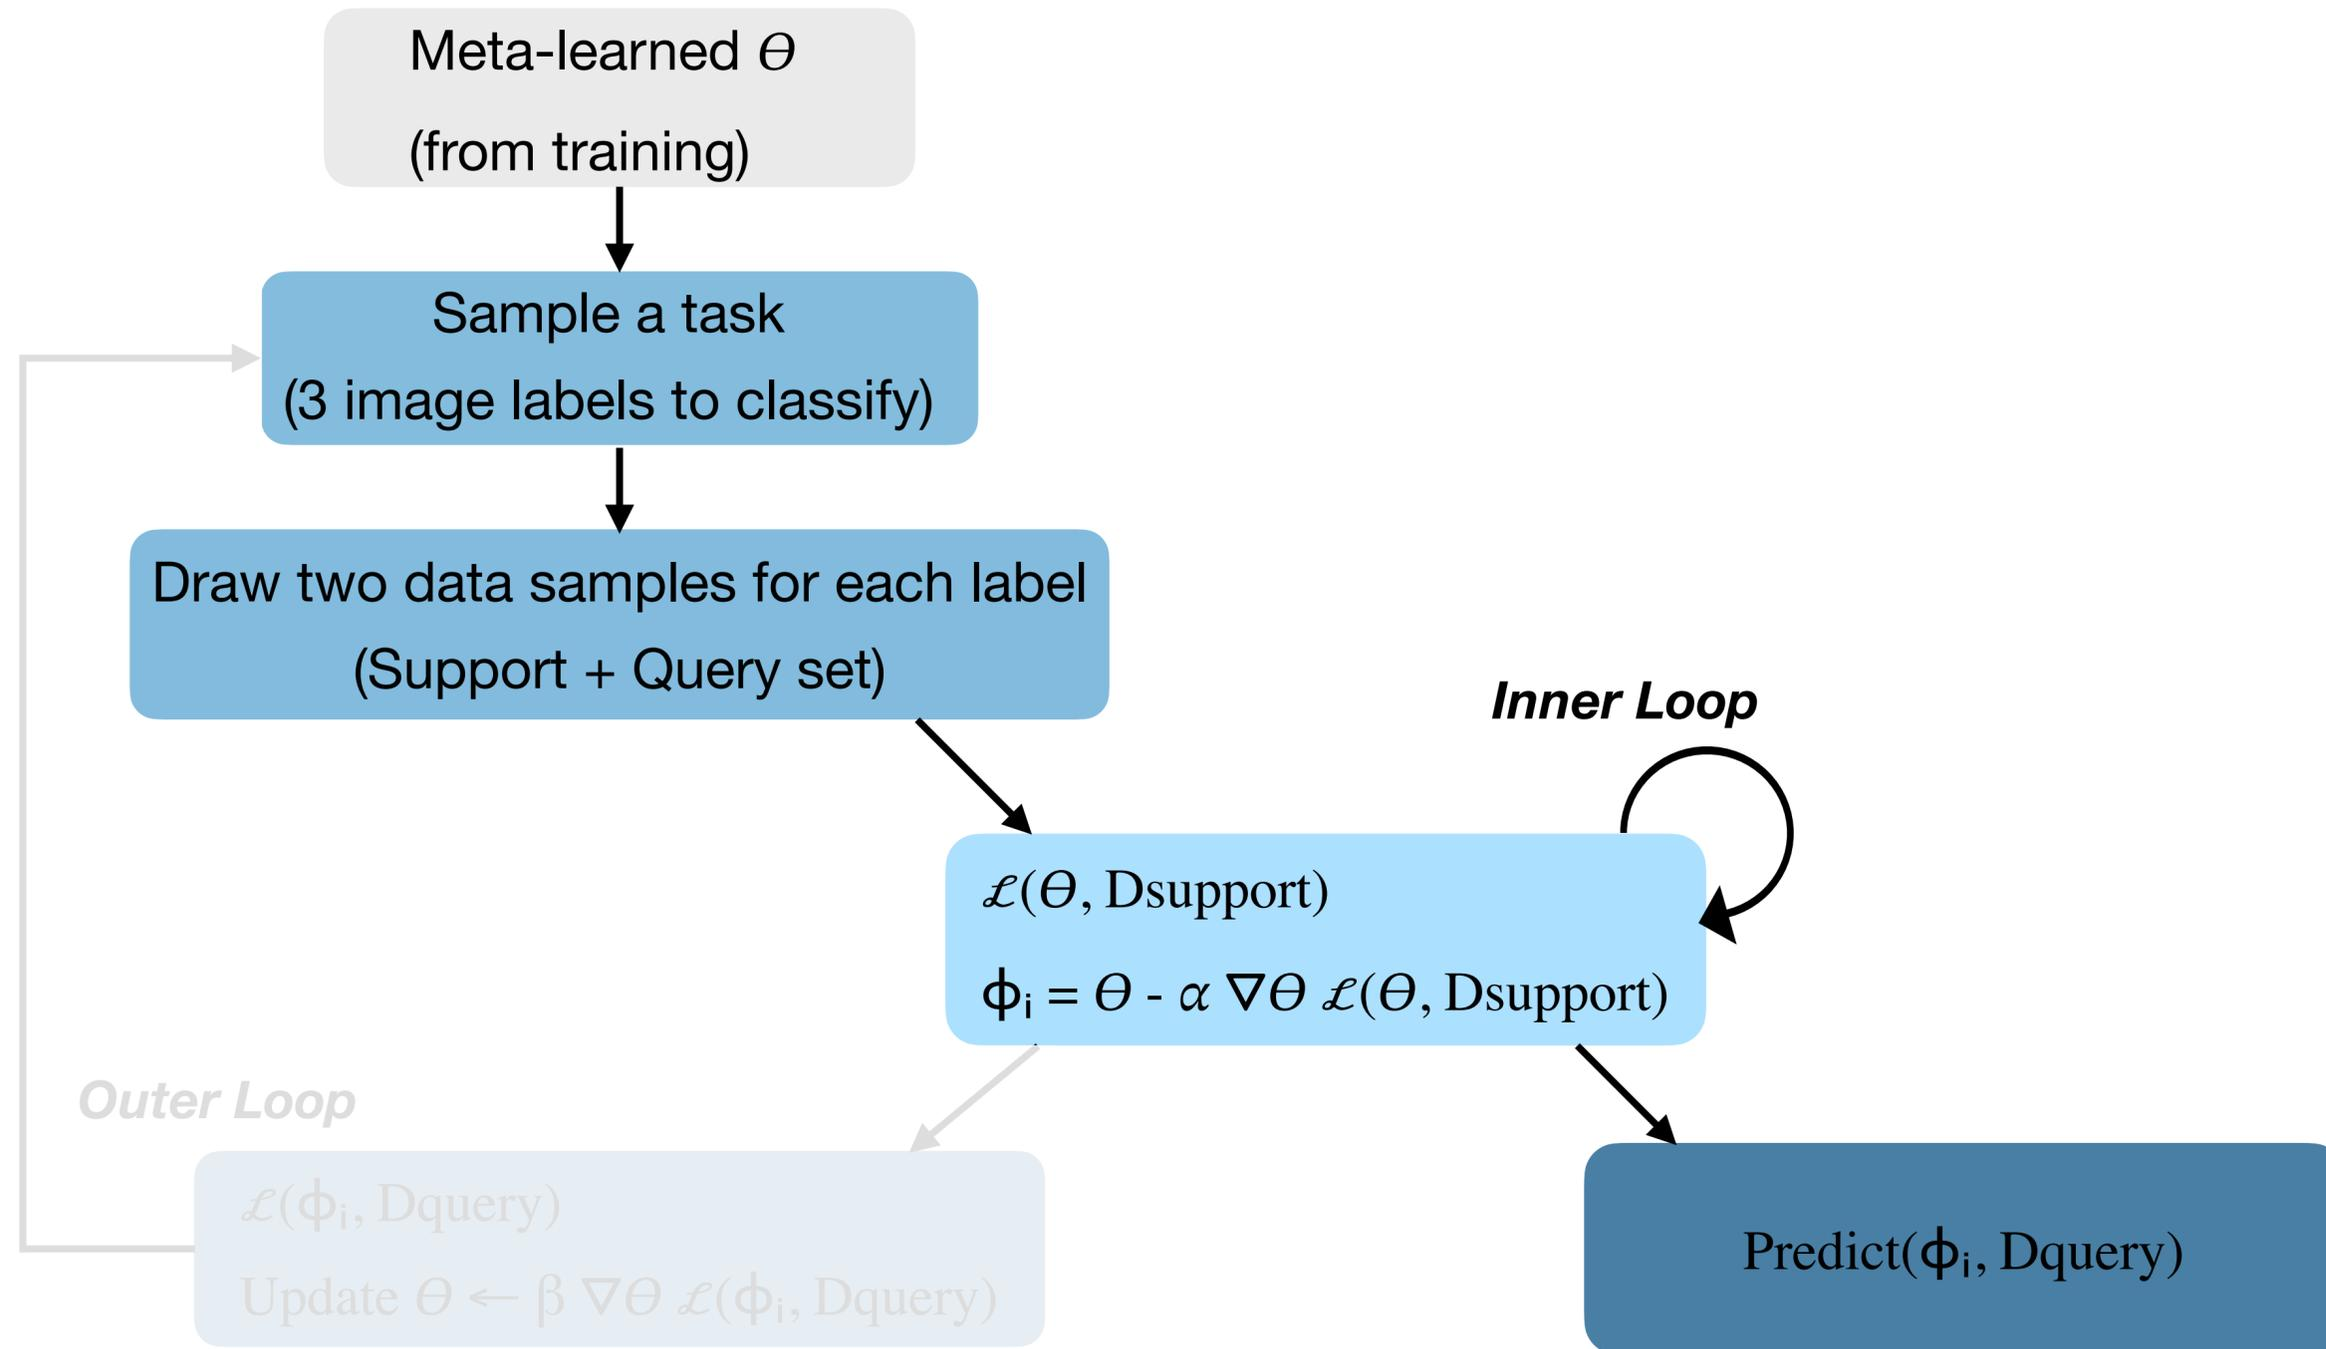 Meta-learned Θ
(from training)
Sample a task
(3 image labels to classify)
Draw two data samples for each label
(Support + Query set)
Inner Loop
ℒ(Θ, Dsupport)
ϕᵢ = Θ - α ∇Θ ℒ(Θ, Dsupport)
Outer Loop
ℒ(ϕᵢ, Dquery)
Update Θ ← β ∇Θ ℒ(ϕᵢ, Dquery)
Predict(ϕᵢ, Dquery)